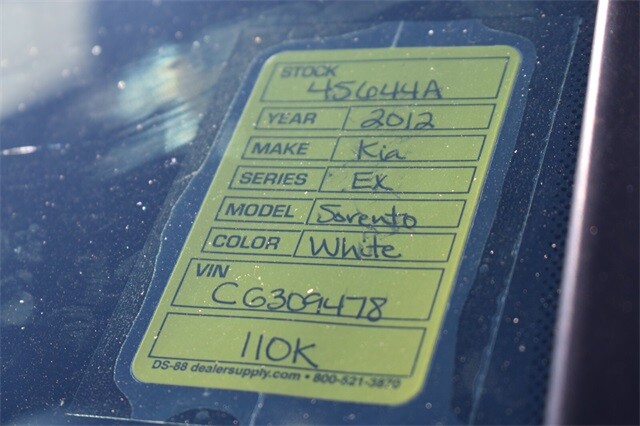 STOCK
45644A
YEAR 2012
MAKE Kia
SERIES EX
MODEL Sorento
COLOR White
VIN
CG309478
110K
DS-88 dealersupply.com • 800-521-3870